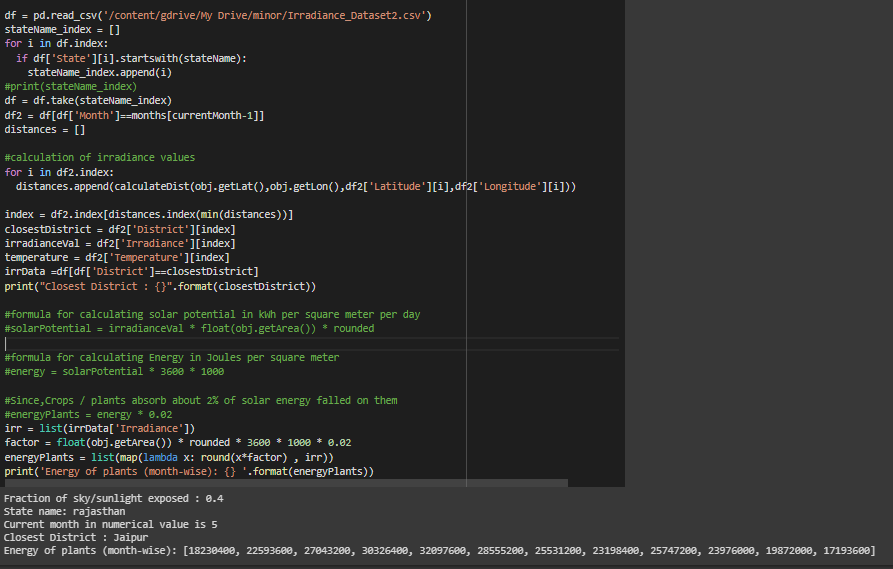 df = pd.read_csv('/content/gdrive/My Drive/minor/Irradiance_Dataset2.csv')
stateName_index = []
for i in df.index:
  if df['State'][i].startswith(stateName):
    stateName_index.append(i)
#print(stateName_index)
df = df.take(stateName_index)
df2 = df[df['Month']==months[currentMonth-1]]
distances = []
#calculation of irradiance values
for i in df2.index:
  distances.append(calculateDist(obj.getLat(),obj.getLon(),df2['Latitude'][i],df2['Longitude'][i]))
index = df2.index[distances.index(min(distances))]
closestDistrict = df2['District'][index]
irradianceVal = df2['Irradiance'][index]
temperature = df2['Temperature'][index]
irrData =df[df['District']==closestDistrict]
print("Closest District : {}".format(closestDistrict))
#formula for calculating solar potential in kWh per square meter per day
#solarPotential = irradianceVal * float(obj.getArea()) * rounded
#formula for calculating Energy in Joules per square meter
#energy = solarPotential * 3600 * 1000
#Since,Crops / plants absorb about 2% of solar energy falled on them
#energyPlants = energy * 0.02
irr = list(irrData['Irradiance'])
factor = float(obj.getArea()) * rounded * 3600 * 1000 * 0.02
energyPlants = list(map(lambda x: round(x*factor) , irr))
print('Energy of plants (month-wise): {} '.format(energyPlants))
Fraction of sky/sunlight exposed : 0.4
State name: rajasthan
Current month in numerical value is 5
Closest District : Jaipur
Energy of plants (month-wise): [18230400, 22593600, 27043200, 30326400, 32097600, 28555200, 25531200, 23198400, 25747200, 23976000, 19872000, 17193600]